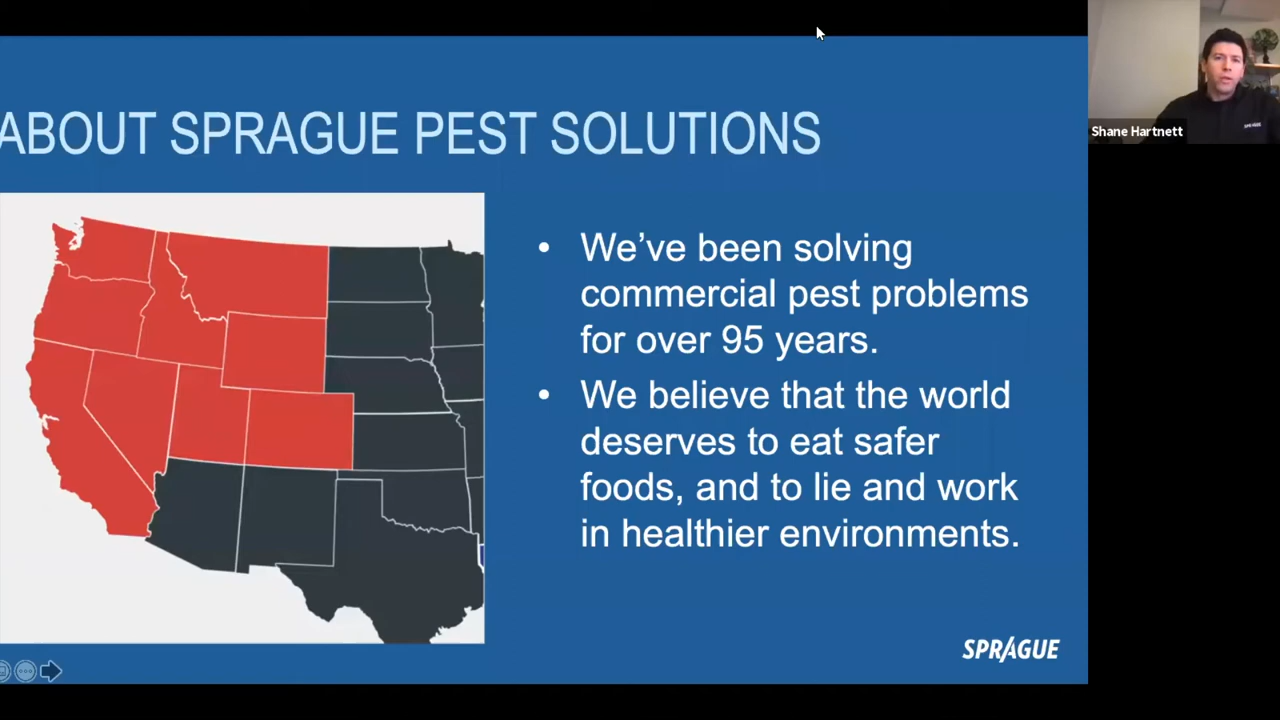 ABOUT SPRAGUE PEST SOLUTIONS
Shane Hartnett
• We’ve been solving
commercial pest problems
for over 95 years.
• We believe that the world
deserves to eat safer
foods, and to lie and work
in healthier environments.
SPRAGUE